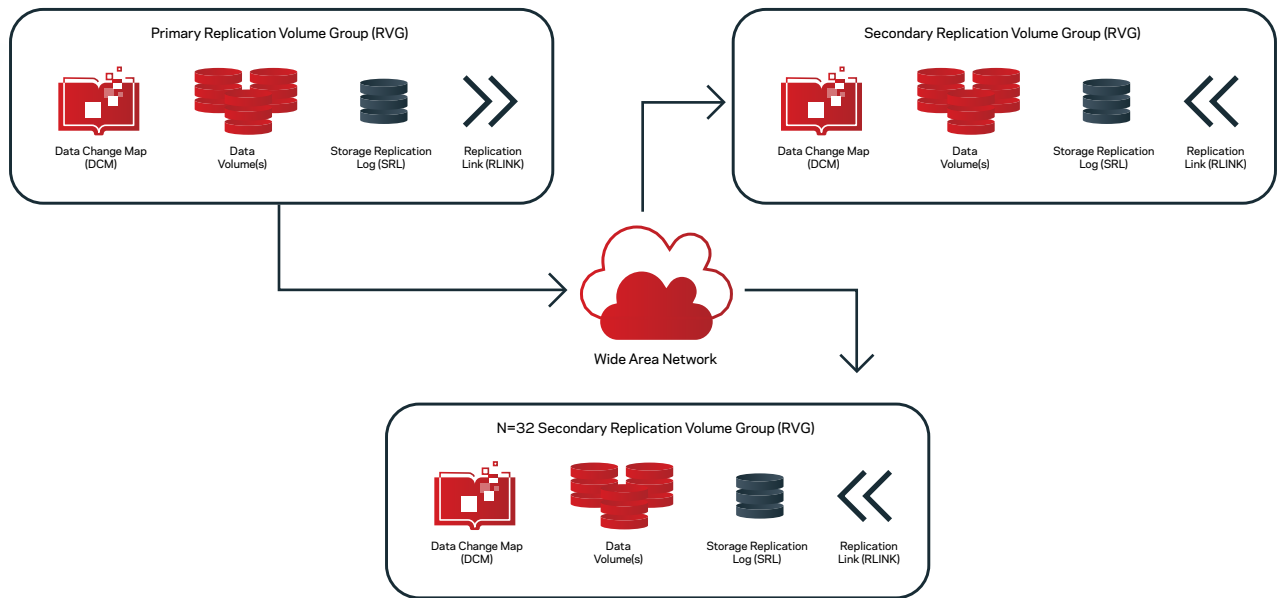 Primary Replication Volume Group (RVG)
Data Change Map
(DCM)
Data
Volume(s)
Storage Replication
Log (SRL)
Replication
Link (RLINK)
Secondary Replication Volume Group (RVG)
Data Change Map
(DCM)
Data
Volume(s)
Storage Replication
Log (SRL)
Replication
Link (RLINK)
Wide Area Network
N=32 Secondary Replication Volume Group (RVG)
Data Change Map
(DCM)
Data
Volume(s)
Storage Replication
Log (SRL)
Replication
Link (RLINK)